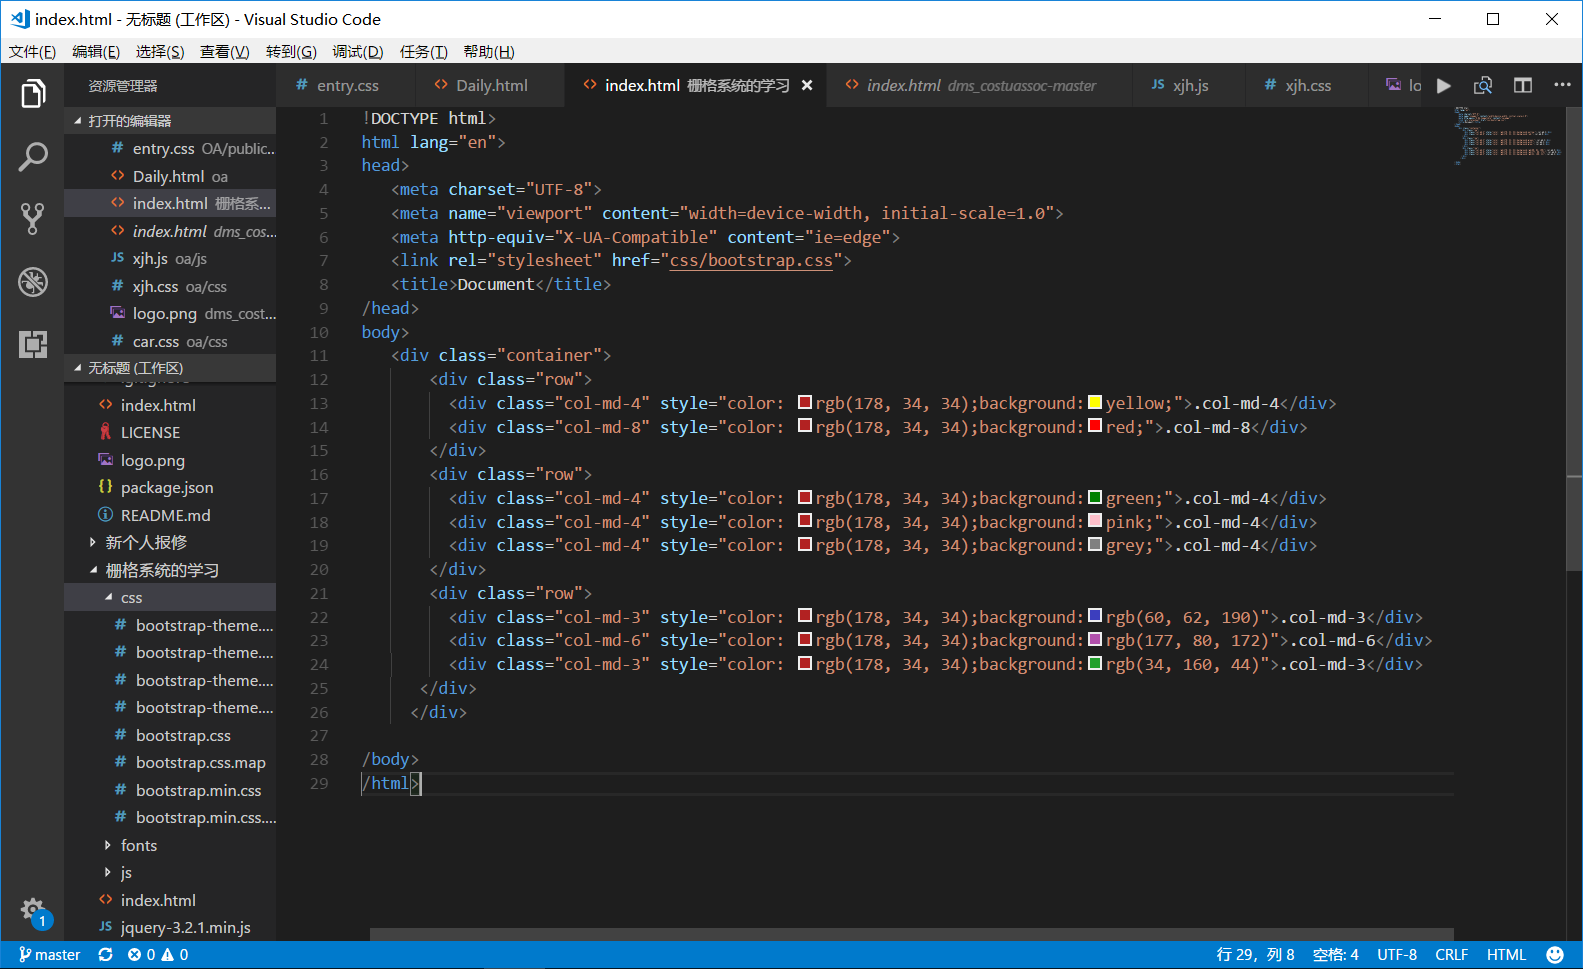 index.html - 无标题 (工作区) - Visual Studio Code
文件(F) 编辑(E) 选择(S) 查看(V) 转到(G) 调试(D) 任务(T) 帮助(H)
资源管理器
entry.css Daily.html index.html 栅格系统的学习 index.html dms_costuassoc-master xjh.js xjh.css lo
打开的编辑器
entry.css OA/public...
Daily.html oa
index.html 栅格系...
index.html dms_cos...
xjh.js oa/js
xjh.css oa/css
logo.png dms_cost...
car.css oa/css
无标题 (工作区)
index.html
LICENSE
logo.png
package.json
README.md
新个人报修
栅格系统的学习
css
bootstrap-theme....
bootstrap-theme....
bootstrap-theme....
bootstrap-theme....
bootstrap.css
bootstrap.css.map
bootstrap.min.css
bootstrap.min.css....
fonts
js
index.html
jquery-3.2.1.min.js
1
1 !DOCTYPE html>
2 html lang="en">
3 head>
4 <meta charset="UTF-8">
5 <meta name="viewport" content="width=device-width, initial-scale=1.0">
6 <meta http-equiv="X-UA-Compatible" content="ie=edge">
7 <link rel="stylesheet" href="css/bootstrap.css">
8 <title>Document</title>
9 /head>
10 body>
11 <div class="container">
12 <div class="row">
13 <div class="col-md-4" style="color: rgb(178, 34, 34);background:yellow;">.col-md-4</div>
14 <div class="col-md-8" style="color: rgb(178, 34, 34);background:red;">.col-md-8</div>
15 </div>
16 <div class="row">
17 <div class="col-md-4" style="color: rgb(178, 34, 34);background:green;">.col-md-4</div>
18 <div class="col-md-4" style="color: rgb(178, 34, 34);background:pink;">.col-md-4</div>
19 <div class="col-md-4" style="color: rgb(178, 34, 34);background:grey;">.col-md-4</div>
20 </div>
21 <div class="row">
22 <div class="col-md-3" style="color: rgb(178, 34, 34);background:rgb(60, 62, 190)">.col-md-3</div>
23 <div class="col-md-6" style="color: rgb(178, 34, 34);background:rgb(177, 80, 172)">.col-md-6</div>
24 <div class="col-md-3" style="color: rgb(178, 34, 34);background:rgb(34, 160, 44)">.col-md-3</div>
25 </div>
26 </div>
27
28 /body>
29 /html>
master 0 0 行 29，列 8 空格: 4 UTF-8 CRLF HTML